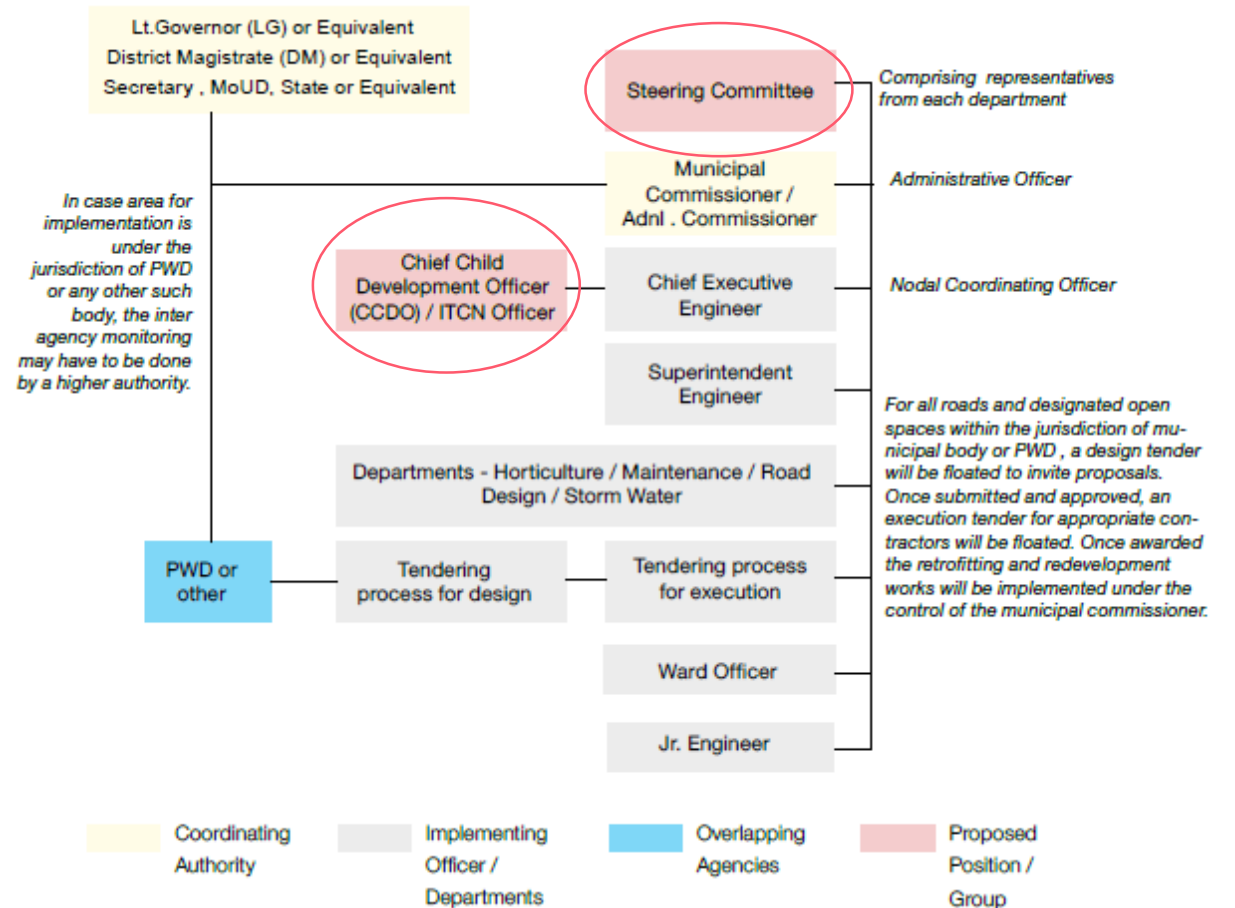 Lt.Governor (LG) or Equivalent
District Magistrate (DM) or Equivalent
Secretary , MoUD, State or Equivalent
Steering Committee
Comprising representatives
from each department
Municipal
Commissioner /
Adnl . Commissioner
Administrative Officer
In case area for
implementation is
under the
jurisdiction of PWD
or any other such
body, the inter
agency monitoring
may have to be done
by a higher authority.
Chief Child
Development Officer
(CCDO) / ITCN Officer
Chief Executive
Engineer
Nodal Coordinating Officer
Superintendent
Engineer
For all roads and designated open
spaces within the jurisdiction of mu-
nicipal body or PWD , a design tender
will be floated to invite proposals.
Once submitted and approved, an
execution tender for appropriate con-
tractors will be floated. Once awarded
the retrofitting and redevelopment
works will be implemented under the
control of the municipal commissioner.
Departments - Horticulture / Maintenance / Road
Design / Storm Water
PWD or
other
Tendering
process for design
Tendering process
for execution
Ward Officer
Jr. Engineer
Coordinating
Authority
Implementing
Officer /
Departments
Overlapping
Agencies
Proposed
Position /
Group